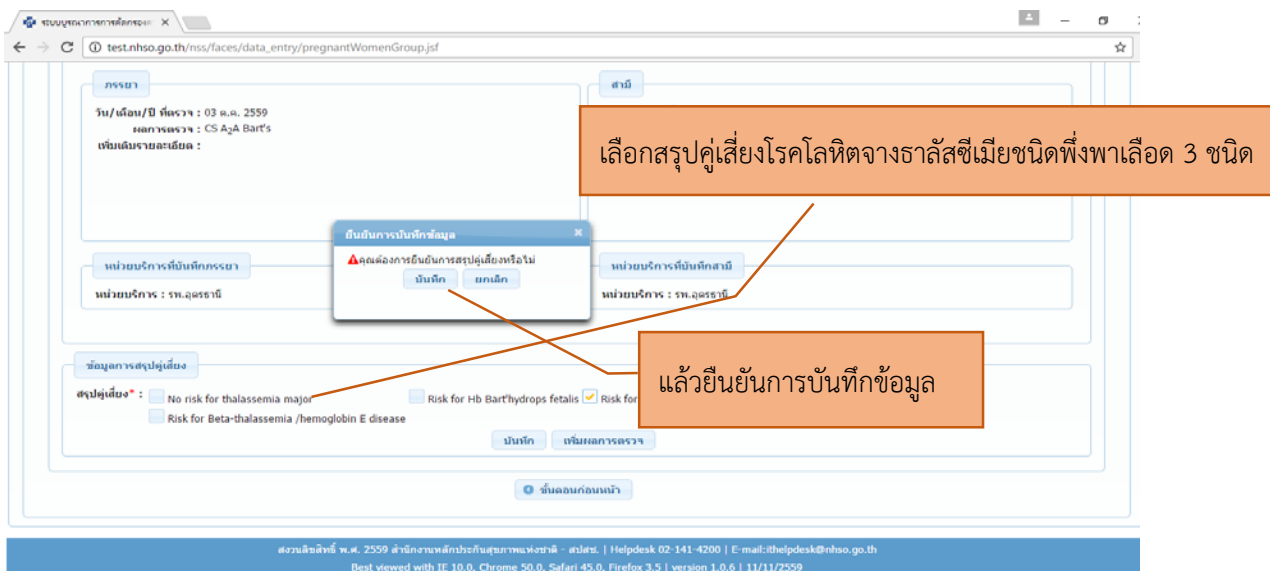 ระบบบูรณาการการคัดกรองแ
test.nhso.go.th/nss/faces/data_entry/pregnantWomenGroup.jsf
ภรรยา
สามี
วัน/เดือน/ปี ที่ตรวจ : 03 ต.ค. 2559
ผลการตรวจ : CS A₂A Bart's
เพิ่มเติมรายละเอียด :
เลือกสรุปคู่เสี่ยงโรคโลหิตจางธาลัสซีเมียชนิดพึ่งพาเลือด 3 ชนิด
ยืนยันการบันทึกข้อมูล
คุณต้องการยืนยันการสรุปคู่เสี่ยงหรือไม่
บันทึก ยกเลิก
หน่วยบริการที่บันทึกภรรยา
หน่วยบริการที่บันทึกสามี
หน่วยบริการ : รพ.อุดรธานี
หน่วยบริการ : รพ.อุดรธานี
แล้วยืนยันการบันทึกข้อมูล
ข้อมูลการสรุปคู่เสี่ยง
สรุปคู่เสี่ยง* : No risk for thalassemia major Risk for Hb Bart'hydrops fetalis Risk for
Risk for Beta-thalassemia /hemoglobin E disease
บันทึก เพิ่มผลการตรวจ
ขั้นตอนก่อนหน้า
สงวนลิขสิทธิ์ พ.ศ. 2559 สำนักงานหลักประกันสุขภาพแห่งชาติ - สปสช. | Helpdesk 02-141-4200 | E-mail:ithelpdesk@nhso.go.th
Best viewed with IE 10.0, Chrome 50.0, Safari 45.0, Firefox 3.5 | version 1.0.6 | 11/11/2559